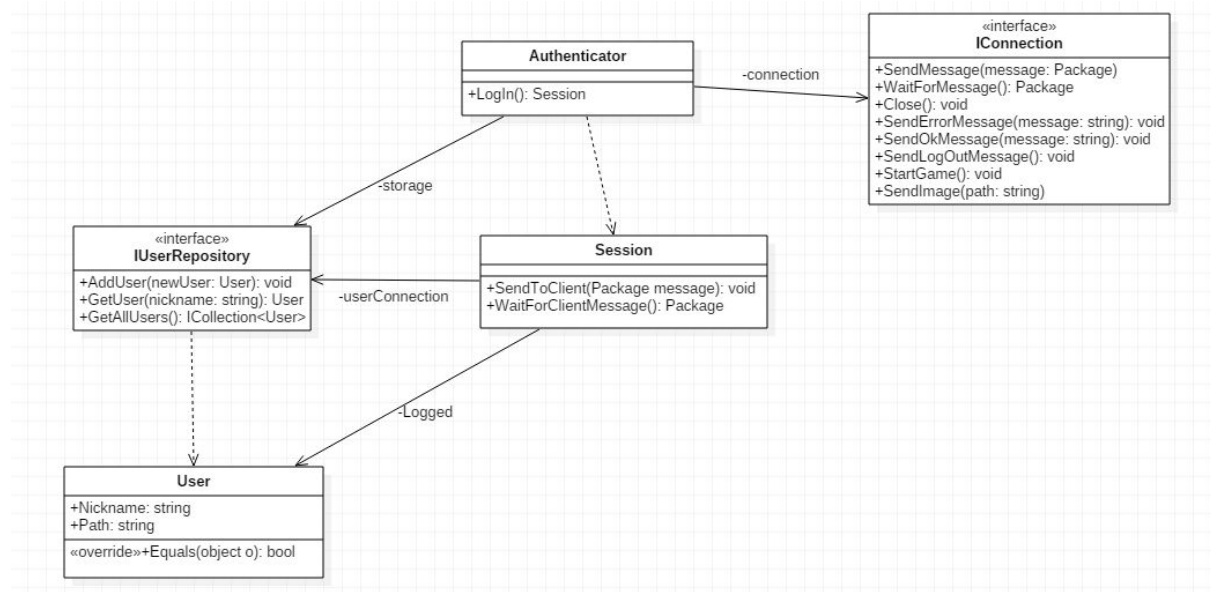 Authenticator
+LogIn(): Session
-connection
«interface»
IConnection
+SendMessage(message: Package)
+WaitForMessage(): Package
+Close(): void
+SendErrorMessage(message: string): void
+SendOkMessage(message: string): void
+SendLogOutMessage(): void
+StartGame(): void
+SendImage(path: string)
-storage
«interface»
IUserRepository
+AddUser(newUser: User): void
+GetUser(nickname: string): User
+GetAllUsers(): ICollection<User>
-userConnection
Session
+SendToClient(Package message): void
+WaitForClientMessage(): Package
-Logged
User
+Nickname: string
+Path: string
«override»+Equals(object o): bool